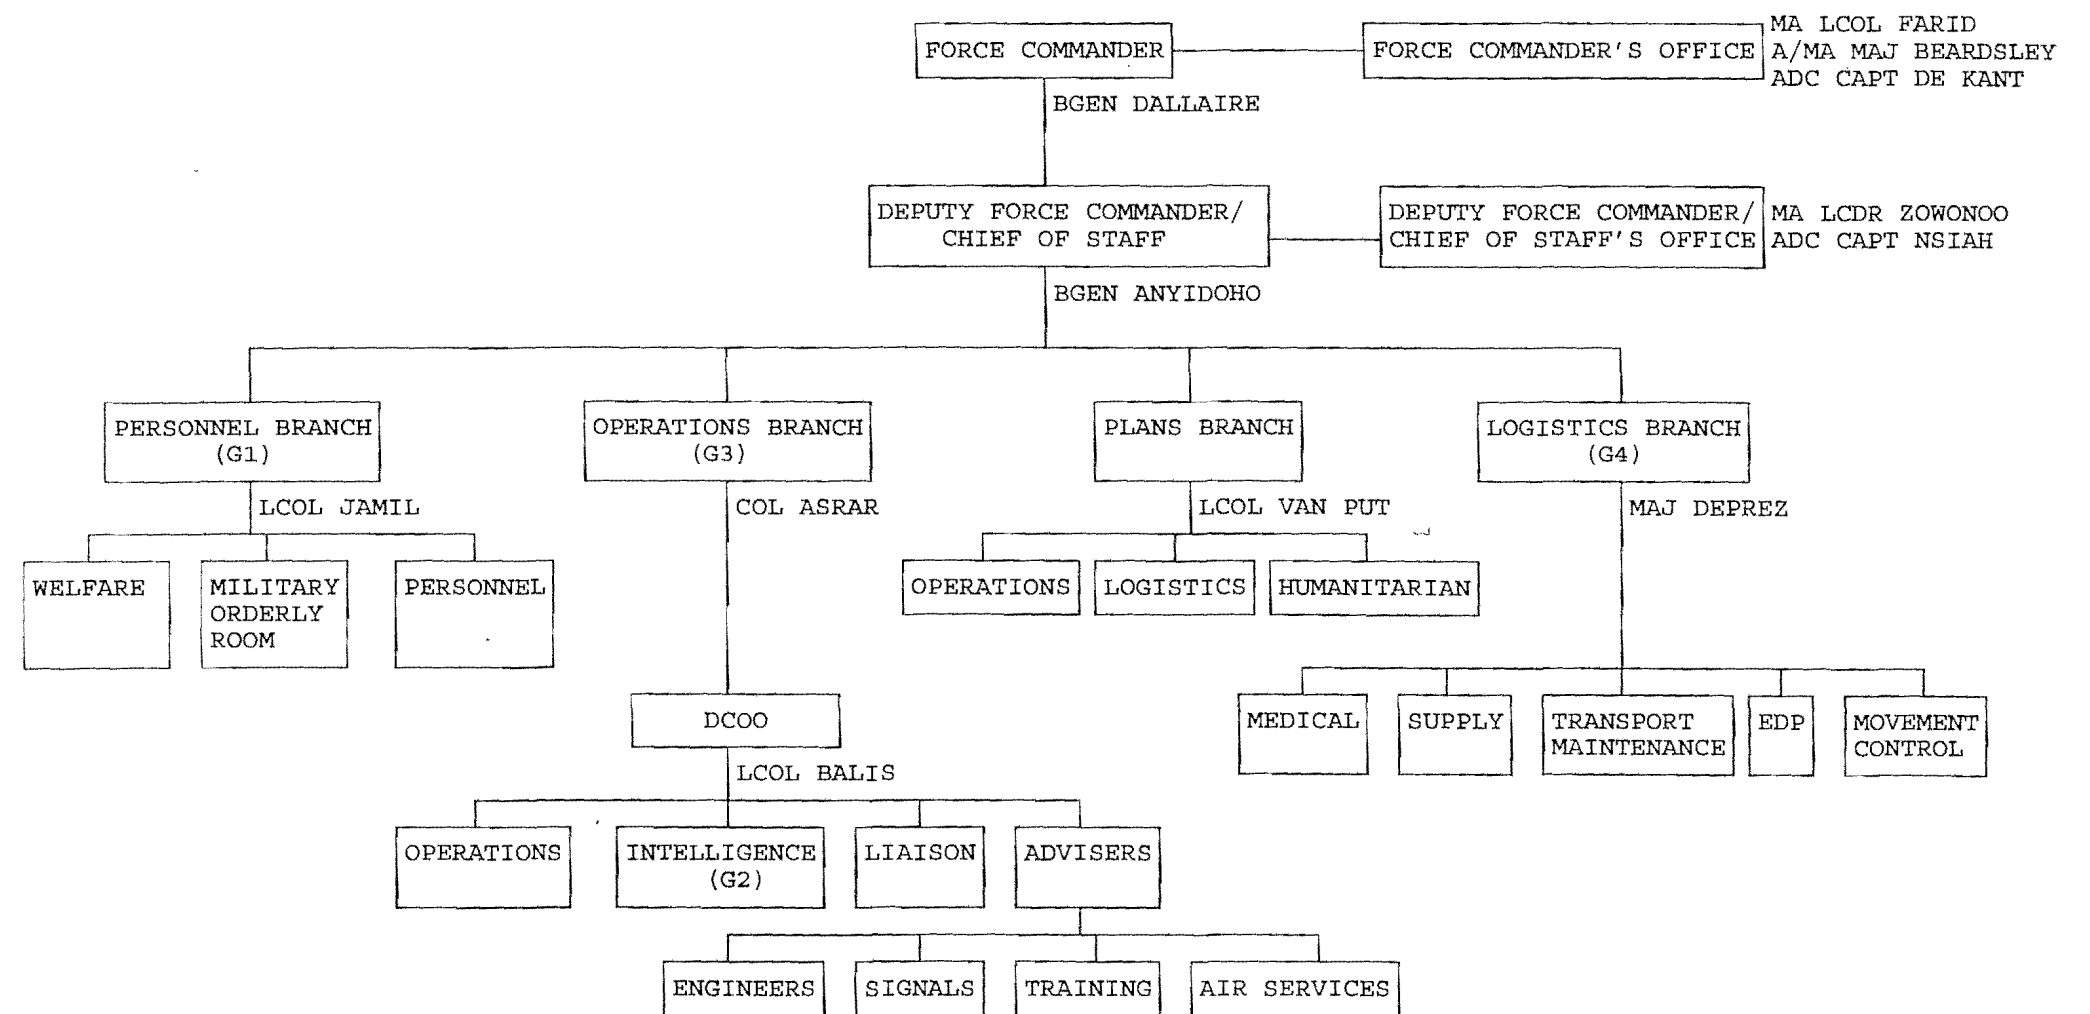 FORCE COMMANDER
FORCE COMMANDER'S OFFICE
MA LCOL FARID
A/MA MAJ BEARDSLEY
ADC CAPT DE KANT
BGEN DALLAIRE
DEPUTY FORCE COMMANDER/
CHIEF OF STAFF
DEPUTY FORCE COMMANDER/
CHIEF OF STAFF'S OFFICE
MA LCDR ZOWONOO
ADC CAPT NSIAH
BGEN ANYIDOHO
PERSONNEL BRANCH
(G1)
OPERATIONS BRANCH
(G3)
PLANS BRANCH
LOGISTICS BRANCH
(G4)
LCOL JAMIL
COL ASRAR
LCOL VAN PUT
MAJ DEPREZ
WELFARE
MILITARY
ORDERLY
ROOM
PERSONNEL
OPERATIONS
LOGISTICS
HUMANITARIAN
DCOO
MEDICAL
SUPPLY
TRANSPORT
MAINTENANCE
EDP
MOVEMENT
CONTROL
LCOL BALIS
OPERATIONS
INTELLIGENCE
(G2)
LIAISON
ADVISERS
ENGINEERS
SIGNALS
TRAINING
AIR SERVICES